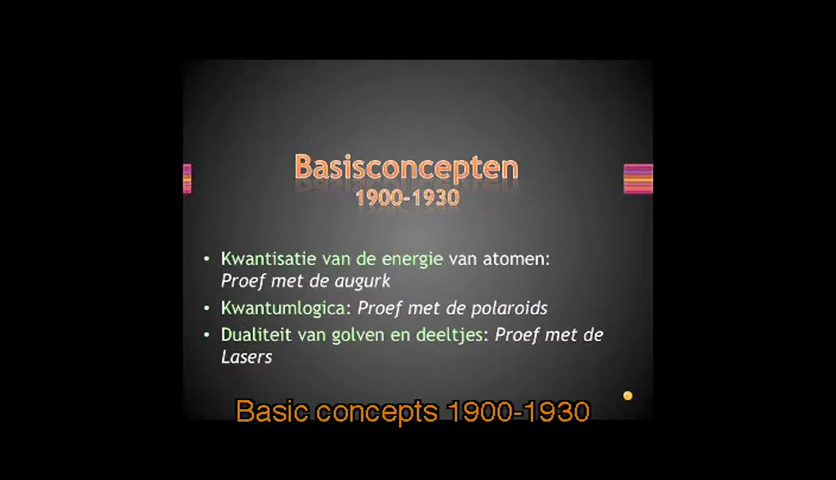 Basisconcepten
1900-1930
• Kwantisatie van de energie van atomen:
Proef met de augurk
• Kwantumlogica: Proef met de polaroids
• Dualiteit van golven en deeltjes: Proef met de
Lasers
Basic concepts 1900-1930